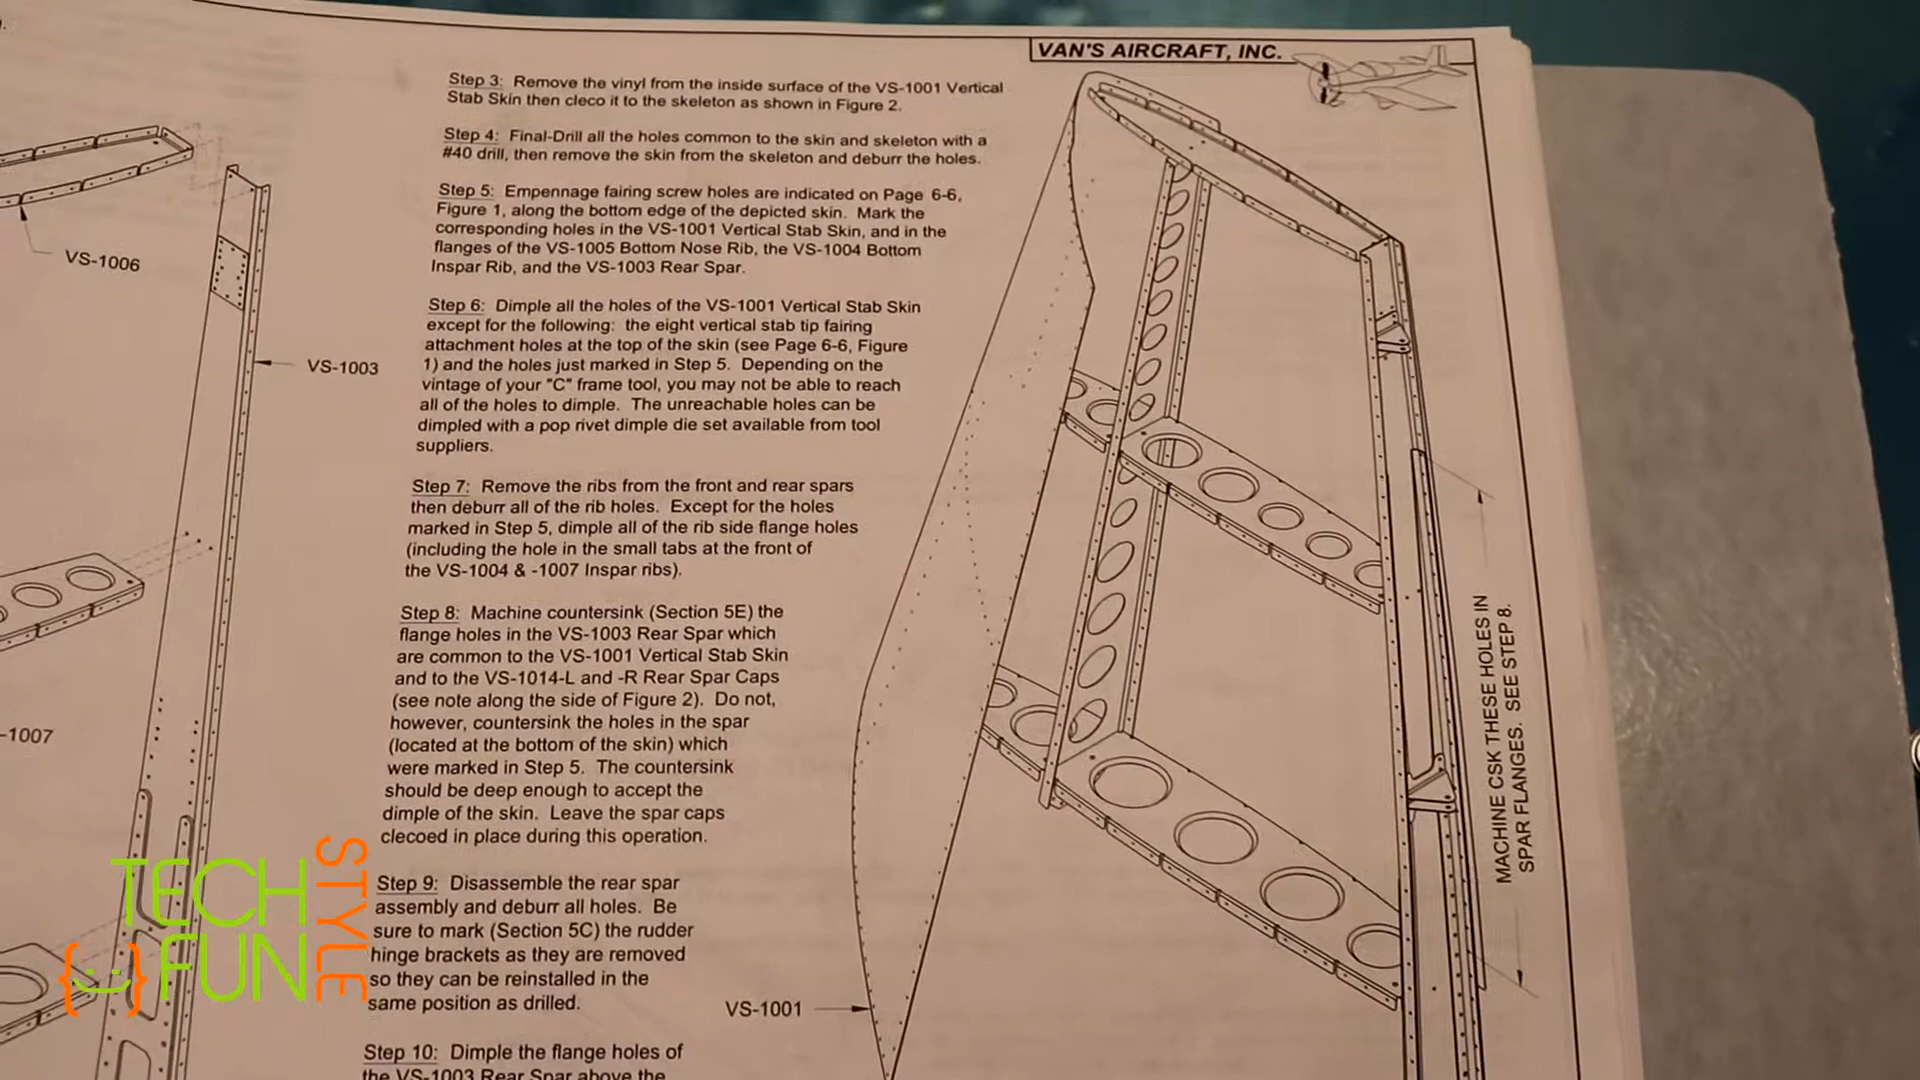 VAN'S AIRCRAFT, INC.
Step 3: Remove the vinyl from the inside surface of the VS-1001 Vertical
Stab Skin then cleco it to the skeleton as shown in Figure 2.
Step 4: Final-Drill all the holes common to the skin and skeleton with a
#40 drill, then remove the skin from the skeleton and deburr the holes.
Step 5: Empennage fairing screw holes are indicated on Page 6-6,
Figure 1, along the bottom edge of the depicted skin. Mark the
corresponding holes in the VS-1001 Vertical Stab Skin, and in the
flanges of the VS-1005 Bottom Nose Rib, the VS-1004 Bottom
Inspar Rib, and the VS-1003 Rear Spar.
Step 6: Dimple all the holes of the VS-1001 Vertical Stab Skin
except for the following: the eight vertical stab tip fairing
attachment holes at the top of the skin (see Page 6-6, Figure
1) and the holes just marked in Step 5. Depending on the
vintage of your "C" frame tool, you may not be able to reach
all of the holes to dimple. The unreachable holes can be
dimpled with a pop rivet dimple die set available from tool
suppliers.
Step 7: Remove the ribs from the front and rear spars
then deburr all of the rib holes. Except for the holes
marked in Step 5, dimple all of the rib side flange holes
(including the hole in the small tabs at the front of
the VS-1004 & -1007 Inspar ribs).
Step 8: Machine countersink (Section 5E) the
flange holes in the VS-1003 Rear Spar which
are common to the VS-1001 Vertical Stab Skin
and to the VS-1014-L and -R Rear Spar Caps
(see note along the side of Figure 2). Do not,
however, countersink the holes in the spar
(located at the bottom of the skin) which
were marked in Step 5. The countersink
should be deep enough to accept the
dimple of the skin. Leave the spar caps
clecoed in place during this operation.
Step 9: Disassemble the rear spar
assembly and deburr all holes. Be
sure to mark (Section 5C) the rudder
hinge brackets as they are removed
so they can be reinstalled in the
same position as drilled.
Step 10: Dimple the flange holes of
the VS-1003 Rear Spar above the
VS-1006
VS-1003
-1007
VS-1001
MACHINE CSK THESE HOLES IN
SPAR FLANGES. SEE STEP 8.
TECH
FUN
STYLE